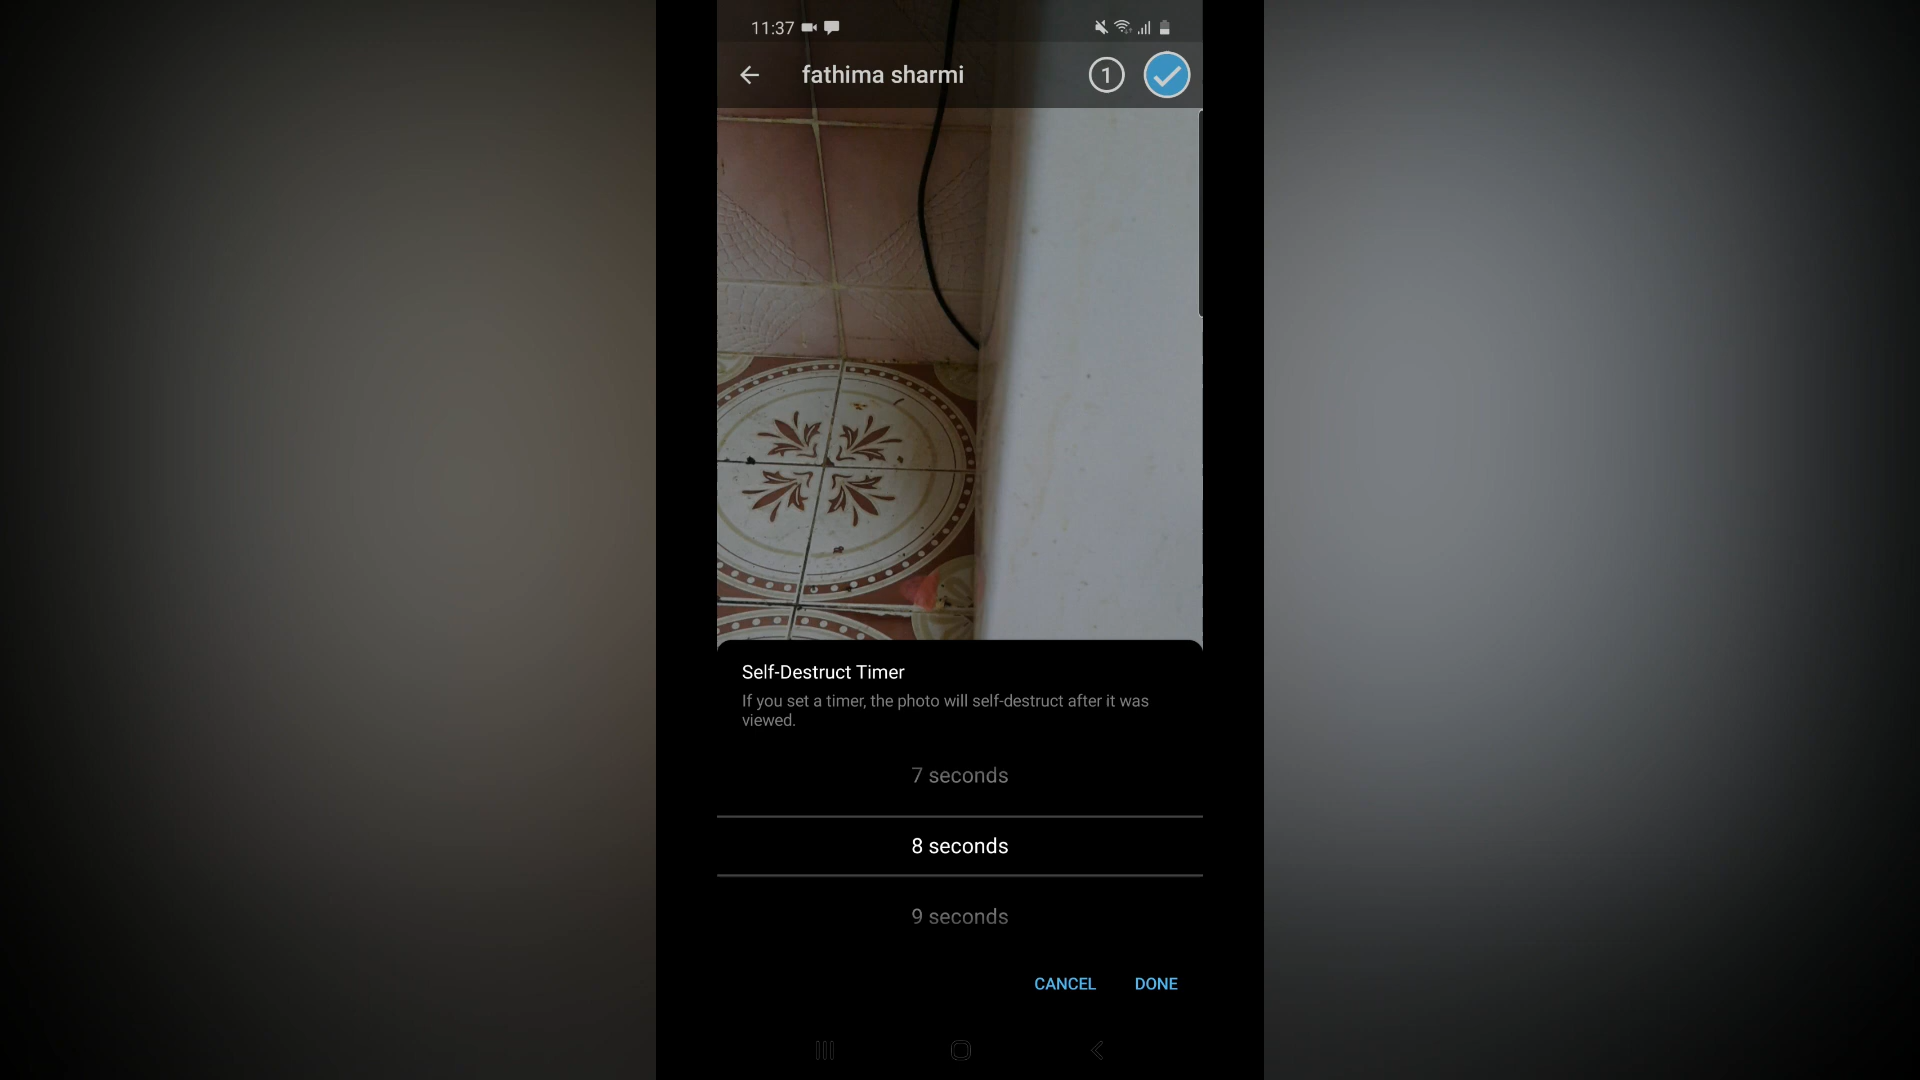 11:37
fathima sharmi
1
Self-Destruct Timer
If you set a timer, the photo will self-destruct after it was
viewed.
7 seconds
8 seconds
9 seconds
CANCEL
DONE